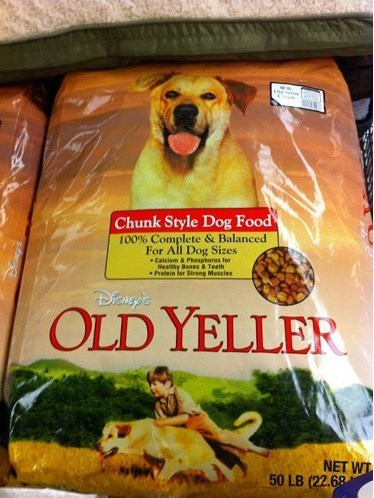 Chunk Style Dog Food
100% Complete & Balanced
For All Dog Sizes
• Calcium & Phosphorus for
Healthy Bones & Teeth
• Protein for Strong Muscles
Disney's
OLD YELLER
NET WT
50 LB (22.68
Disney's